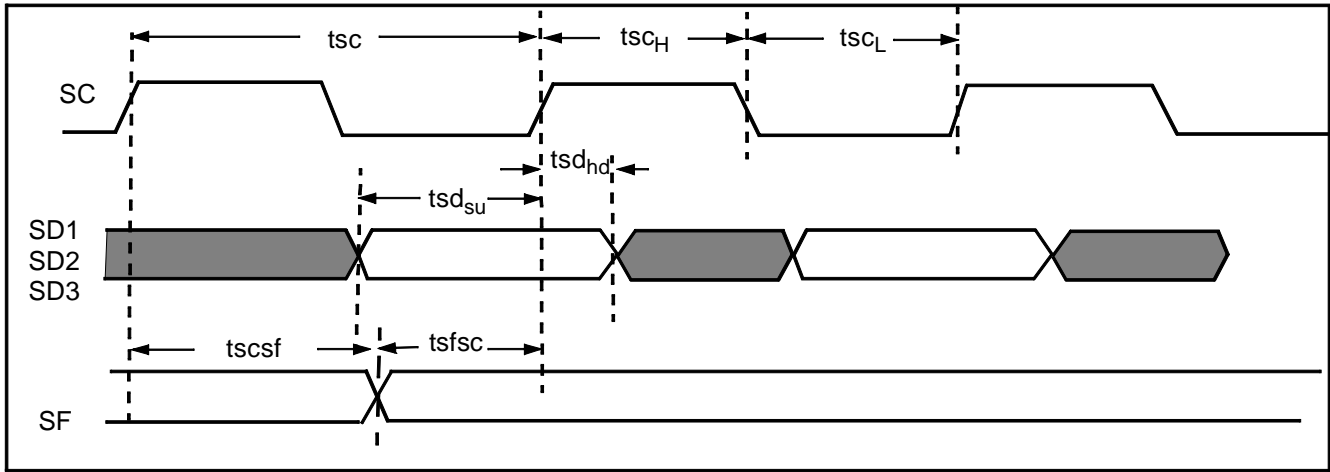 tsc
tscH
tscL
SC
tsdhd
tsdsu
SD1
SD2
SD3
tscsf
tsfsc
SF